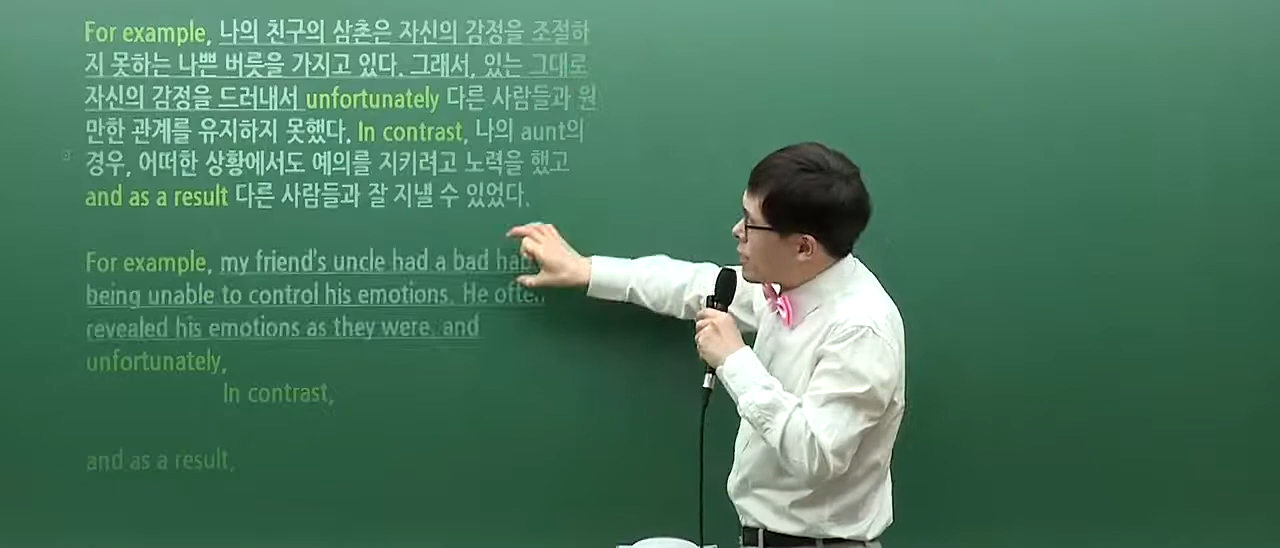 For example, 나의 친구의 삼촌은 자신의 감정을 조절하
지 못하는 나쁜 버릇을 가지고 있다. 그래서, 있는 그대로
자신의 감정을 드러내서 unfortunately 다른 사람들과 원
만한 관계를 유지하지 못했다. In contrast, 나의 aunt의
경우, 어떠한 상황에서도 예의를 지키려고 노력을 했고
and as a result 다른 사람들과 잘 지낼 수 있었다.
For example, my friend's uncle had a bad
being unable to control his emotions. He often
revealed his emotions as they were, and
unfortunately,
In contrast,
and as a result,